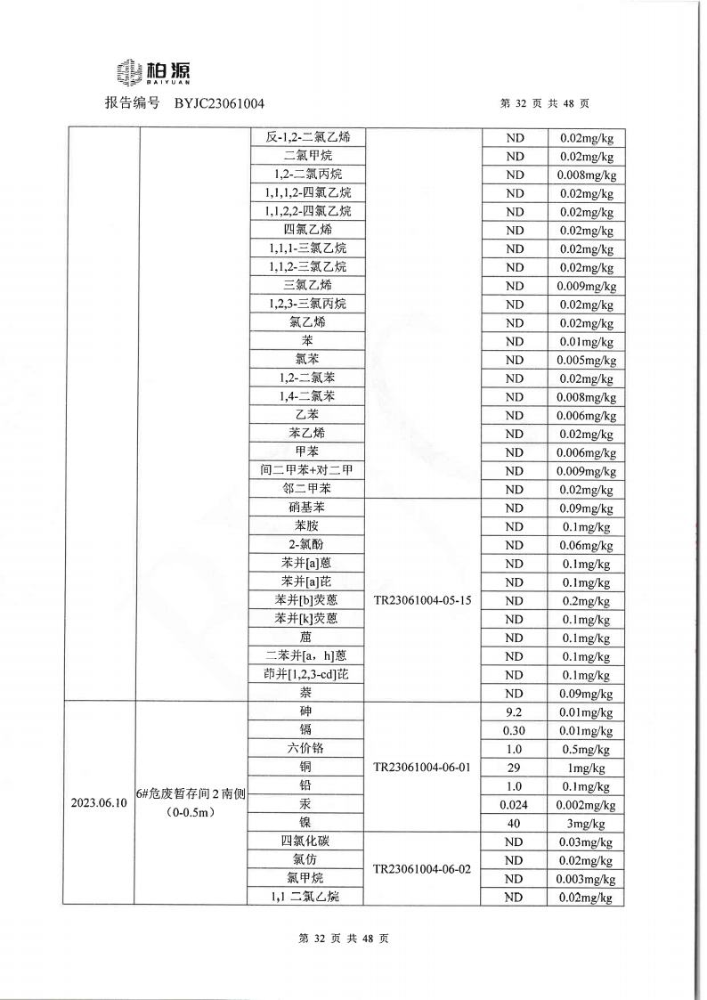 柏源
BAIYUAN
报告编号 BYJC23061004
第 32 页 共 48 页
反-1,2-二氯乙烯 ND 0.02mg/kg
二氯甲烷 ND 0.02mg/kg
1,2-二氯丙烷 ND 0.008mg/kg
1,1,1,2-四氯乙烷 ND 0.02mg/kg
1,1,2,2-四氯乙烷 ND 0.02mg/kg
四氯乙烯 ND 0.02mg/kg
1,1,1-三氯乙烷 ND 0.02mg/kg
1,1,2-三氯乙烷 ND 0.02mg/kg
三氯乙烯 ND 0.009mg/kg
1,2,3-三氯丙烷 ND 0.02mg/kg
氯乙烯 ND 0.02mg/kg
苯 ND 0.01mg/kg
氯苯 ND 0.005mg/kg
1,2-二氯苯 ND 0.02mg/kg
1,4-二氯苯 ND 0.008mg/kg
乙苯 ND 0.006mg/kg
苯乙烯 ND 0.02mg/kg
甲苯 ND 0.006mg/kg
间二甲苯+对二甲 ND 0.009mg/kg
邻二甲苯 ND 0.02mg/kg
硝基苯 ND 0.09mg/kg
苯胺 ND 0.1mg/kg
2-氯酚 ND 0.06mg/kg
苯并[a]蒽 ND 0.1mg/kg
苯并[a]芘 ND 0.1mg/kg
苯并[b]荧蒽 TR23061004-05-15 ND 0.2mg/kg
苯并[k]荧蒽 ND 0.1mg/kg
䓛 ND 0.1mg/kg
二苯并[a，h]蒽 ND 0.1mg/kg
茚并[1,2,3-cd]芘 ND 0.1mg/kg
萘 ND 0.09mg/kg
砷 9.2 0.01mg/kg
镉 0.30 0.01mg/kg
六价铬 1.0 0.5mg/kg
铜 TR23061004-06-01 29 1mg/kg
铅 1.0 0.1mg/kg
2023.06.10 6#危废暂存间 2 南侧
（0-0.5m）
汞 0.024 0.002mg/kg
镍 40 3mg/kg
四氯化碳 ND 0.03mg/kg
氯仿 ND 0.02mg/kg
TR23061004-06-02
氯甲烷 ND 0.003mg/kg
1,1 二氯乙烷 ND 0.02mg/kg
第 32 页 共 48 页